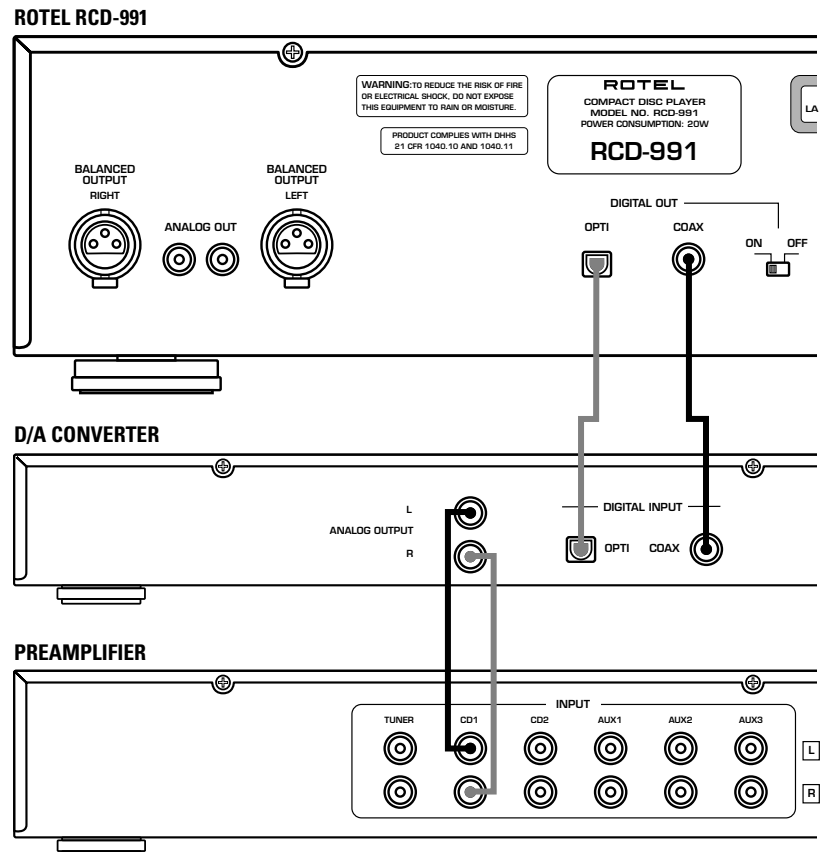 ROTEL RCD-991
WARNING: TO REDUCE THE RISK OF FIRE
OR ELECTRICAL SHOCK, DO NOT EXPOSE
THIS EQUIPMENT TO RAIN OR MOISTURE.
PRODUCT COMPLIES WITH DHHS
21 CFR 1040.10 AND 1040.11
ROTEL
COMPACT DISC PLAYER
MODEL NO. RCD-991
POWER CONSUMPTION: 20W
RCD-991
LA
BALANCED
OUTPUT
RIGHT
ANALOG OUT
BALANCED
OUTPUT
LEFT
DIGITAL OUT
OPTI
COAX
ON OFF
D/A CONVERTER
L
ANALOG OUTPUT
R
DIGITAL INPUT
OPTI COAX
PREAMPLIFIER
INPUT
TUNER CD1 CD2 AUX1 AUX2 AUX3
L
R